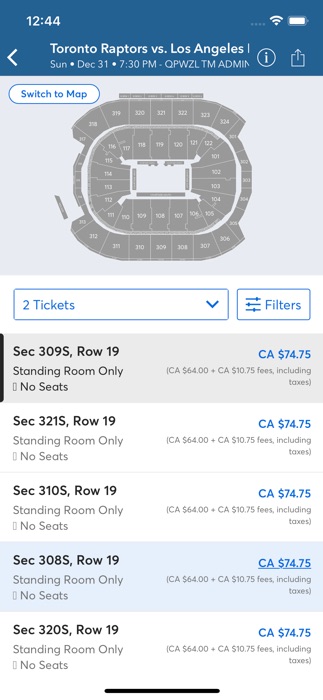 12:44
Toronto Raptors vs. Los Angeles
Sun • Dec 31 • 7:30 PM - QPWZL TM ADMIN
Switch to Map
318 319 320 321 322 323 324
116 117 118 119 120 121 122
115 101
114 102
113 103
112 104
111 110 109 108 107 106 105
312 311 310 309 308 307 306
2 Tickets
Filters
Sec 309S, Row 19
CA $74.75
Standing Room Only
(CA $64.00 + CA $10.75 fees, including
taxes)
No Seats
Sec 321S, Row 19
CA $74.75
Standing Room Only
(CA $64.00 + CA $10.75 fees, including
taxes)
No Seats
Sec 310S, Row 19
CA $74.75
Standing Room Only
(CA $64.00 + CA $10.75 fees, including
taxes)
No Seats
Sec 308S, Row 19
CA $74.75
Standing Room Only
(CA $64.00 + CA $10.75 fees, including
taxes)
No Seats
Sec 320S, Row 19
CA $74.75
Standing Room Only
(CA $64.00 + CA $10.75 fees, including
taxes)
No Seats